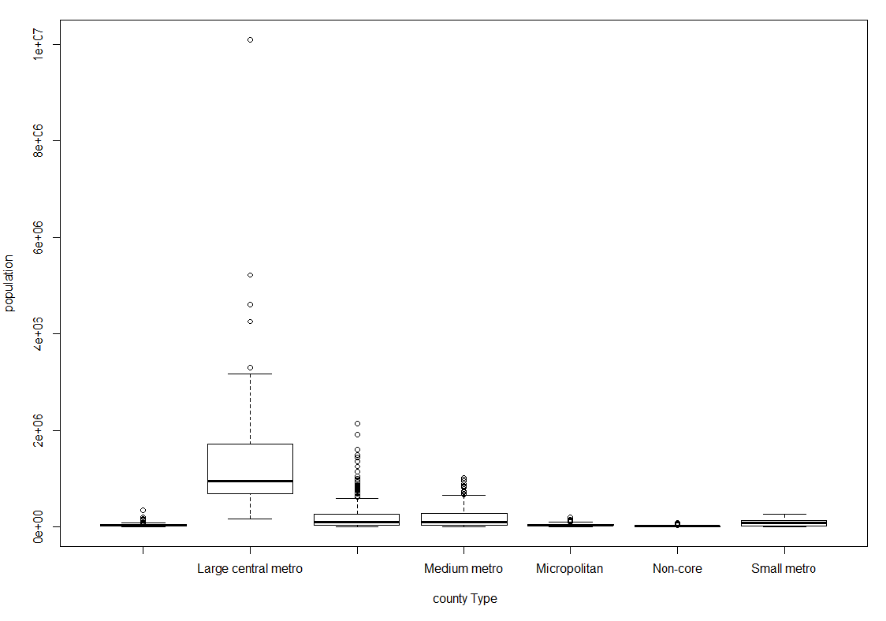 1e+07
8e+06
6e+06
4e+06
2e+06
0e+00
population
Large central metro
Medium metro
Micropolitan
Non-core
Small metro
county Type